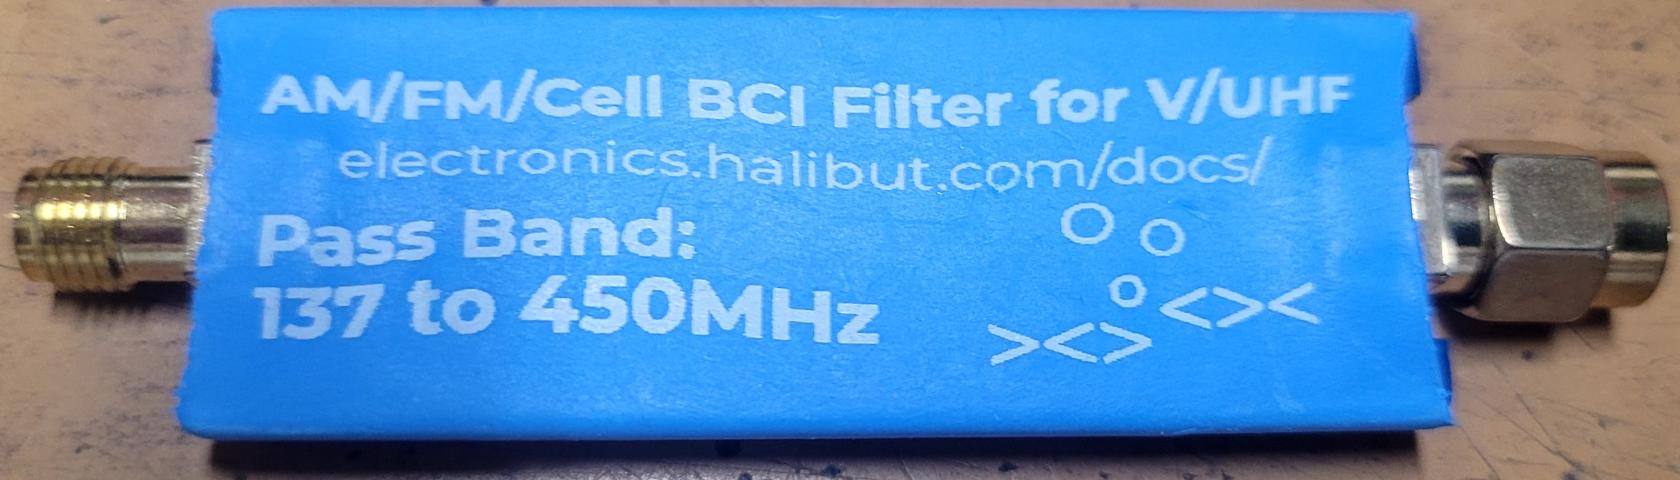 AM/FM/Cell BCI Filter for V/UHF
electronics.halibut.com/docs/
Pass Band:
137 to 450MHz
<><
><>